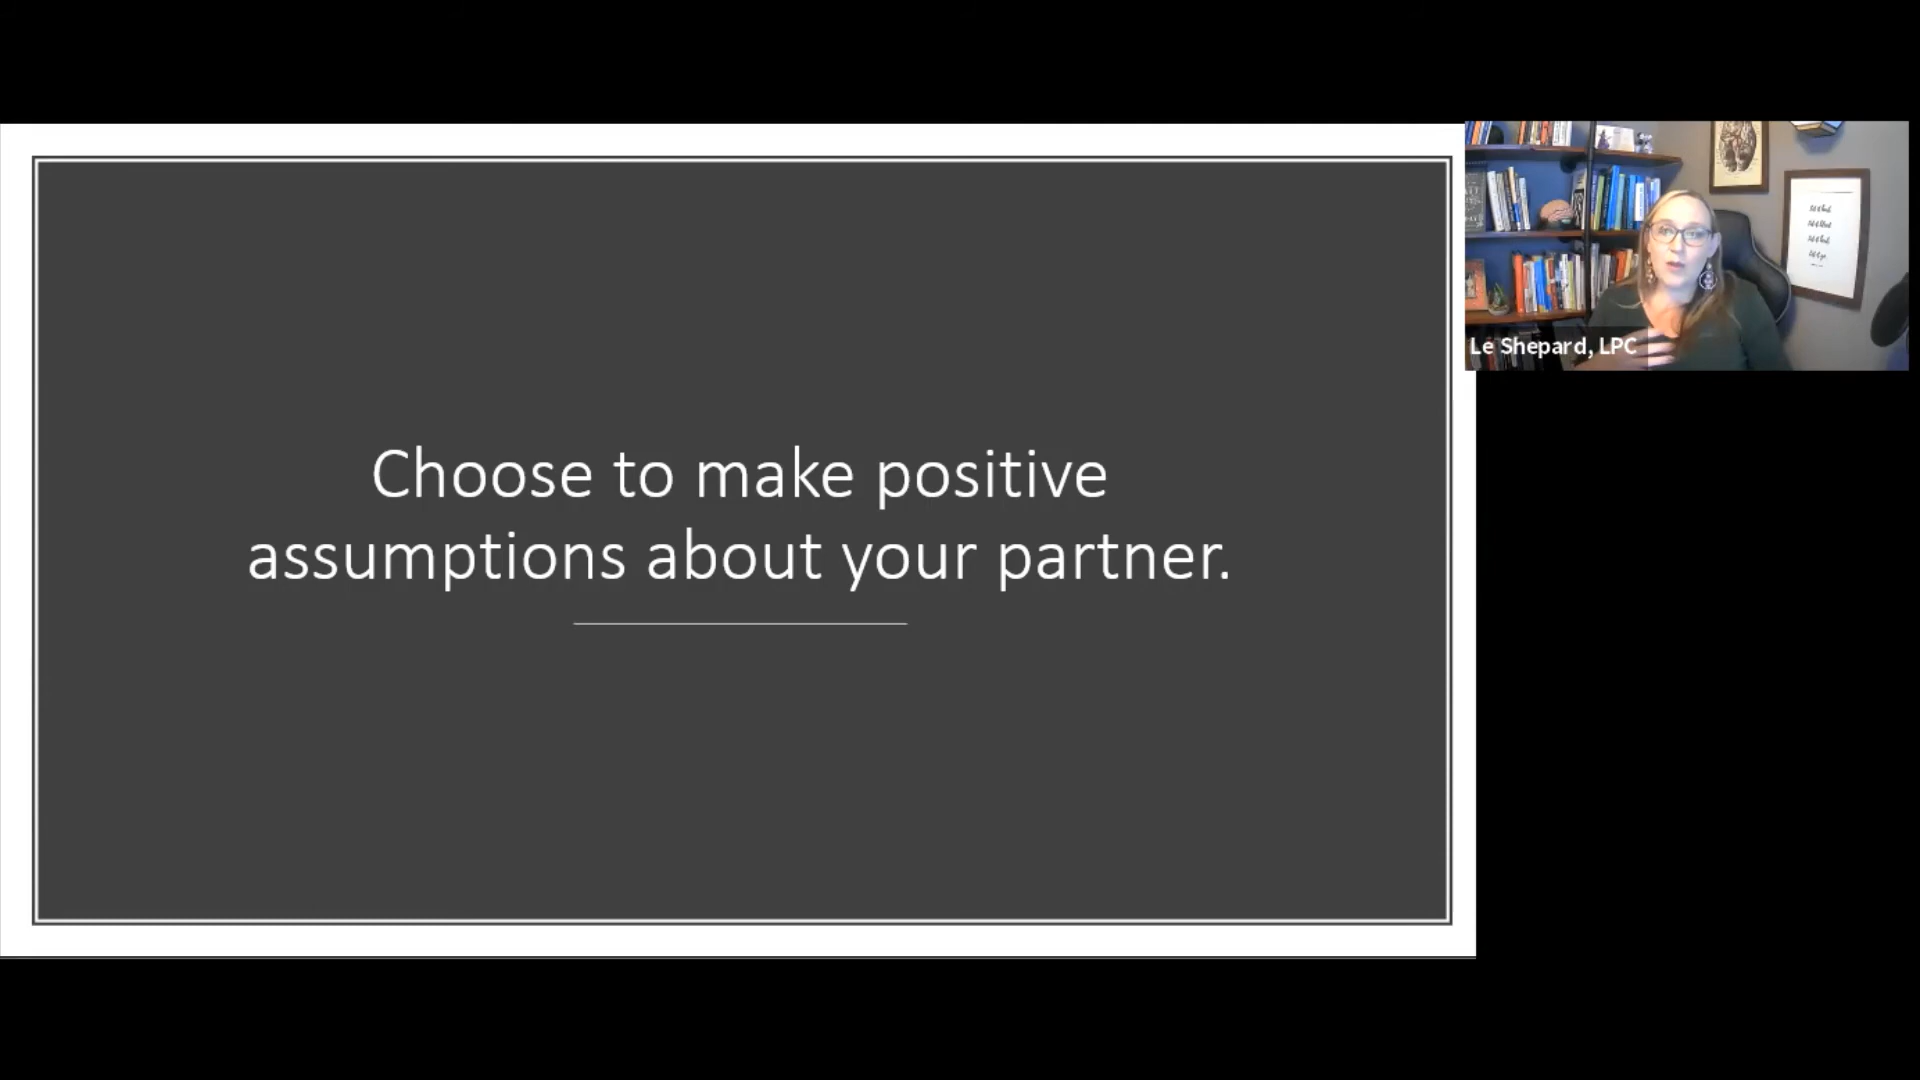 Choose to make positive
assumptions about your partner.
Le Shepard, LPC